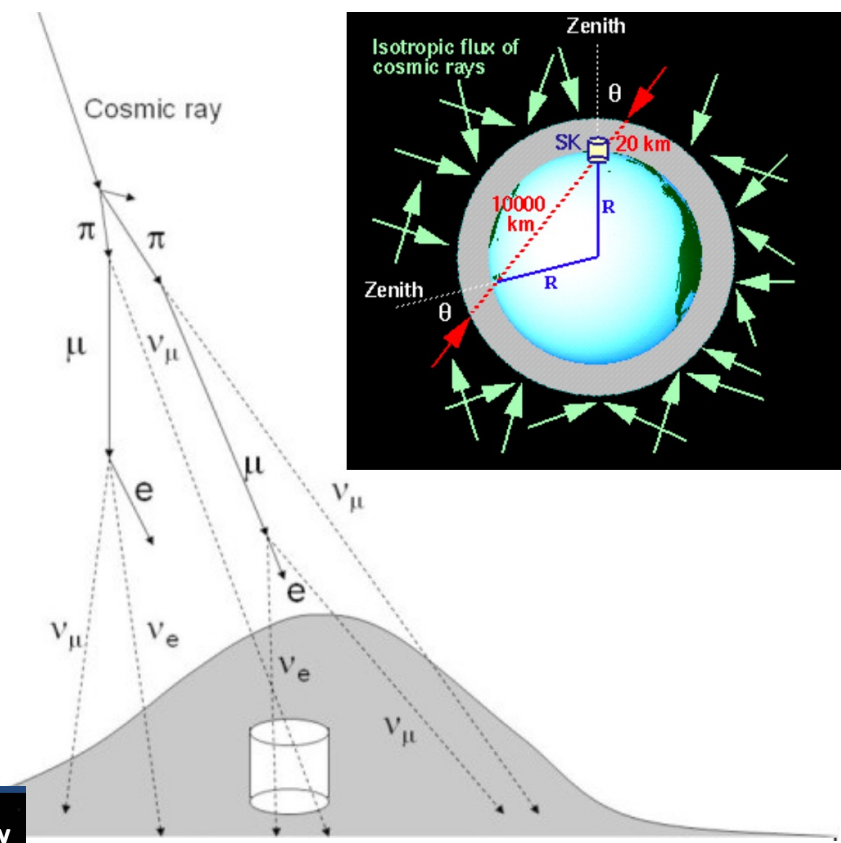 Cosmic ray
π
π
μ
ν_μ
μ
ν_μ
e
e
ν_μ
ν_e
ν_e
ν_μ
Zenith
Isotropic flux of
cosmic rays
θ
SK
20 km
10000
km
R
R
Zenith
θ